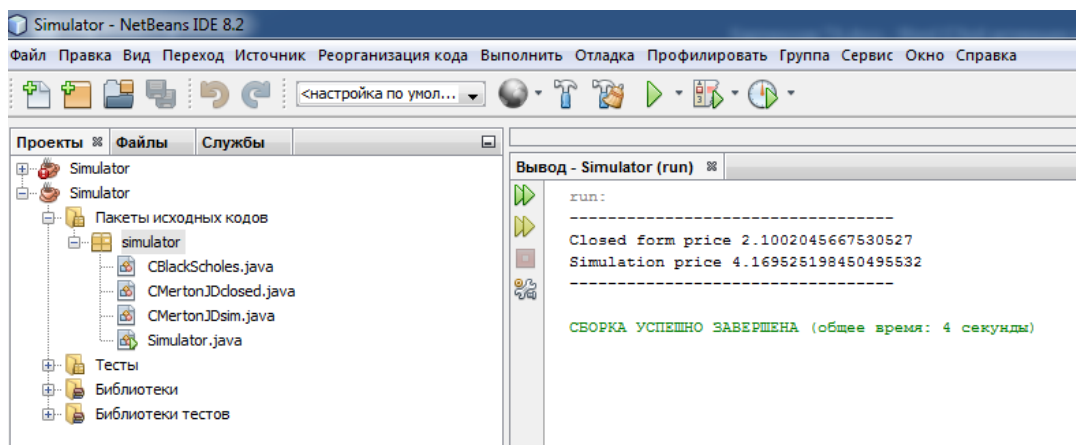 Simulator - NetBeans IDE 8.2
Файл Правка Вид Переход Источник Реорганизация кода Выполнить Отладка Профилировать Группа Сервис Окно Справка
<настройка по умол...
Проекты Файлы Службы
Simulator
Simulator
Пакеты исходных кодов
simulator
CBlackScholes.java
CMertonJDclosed.java
CMertonJDsim.java
Simulator.java
Тесты
Библиотеки
Библиотеки тестов
Вывод - Simulator (run)
run:
----------------------------------
Closed form price 2.1002045667530527
Simulation price 4.169525198450495532
----------------------------------
СБОРКА УСПЕШНО ЗАВЕРШЕНА (общее время: 4 секунды)